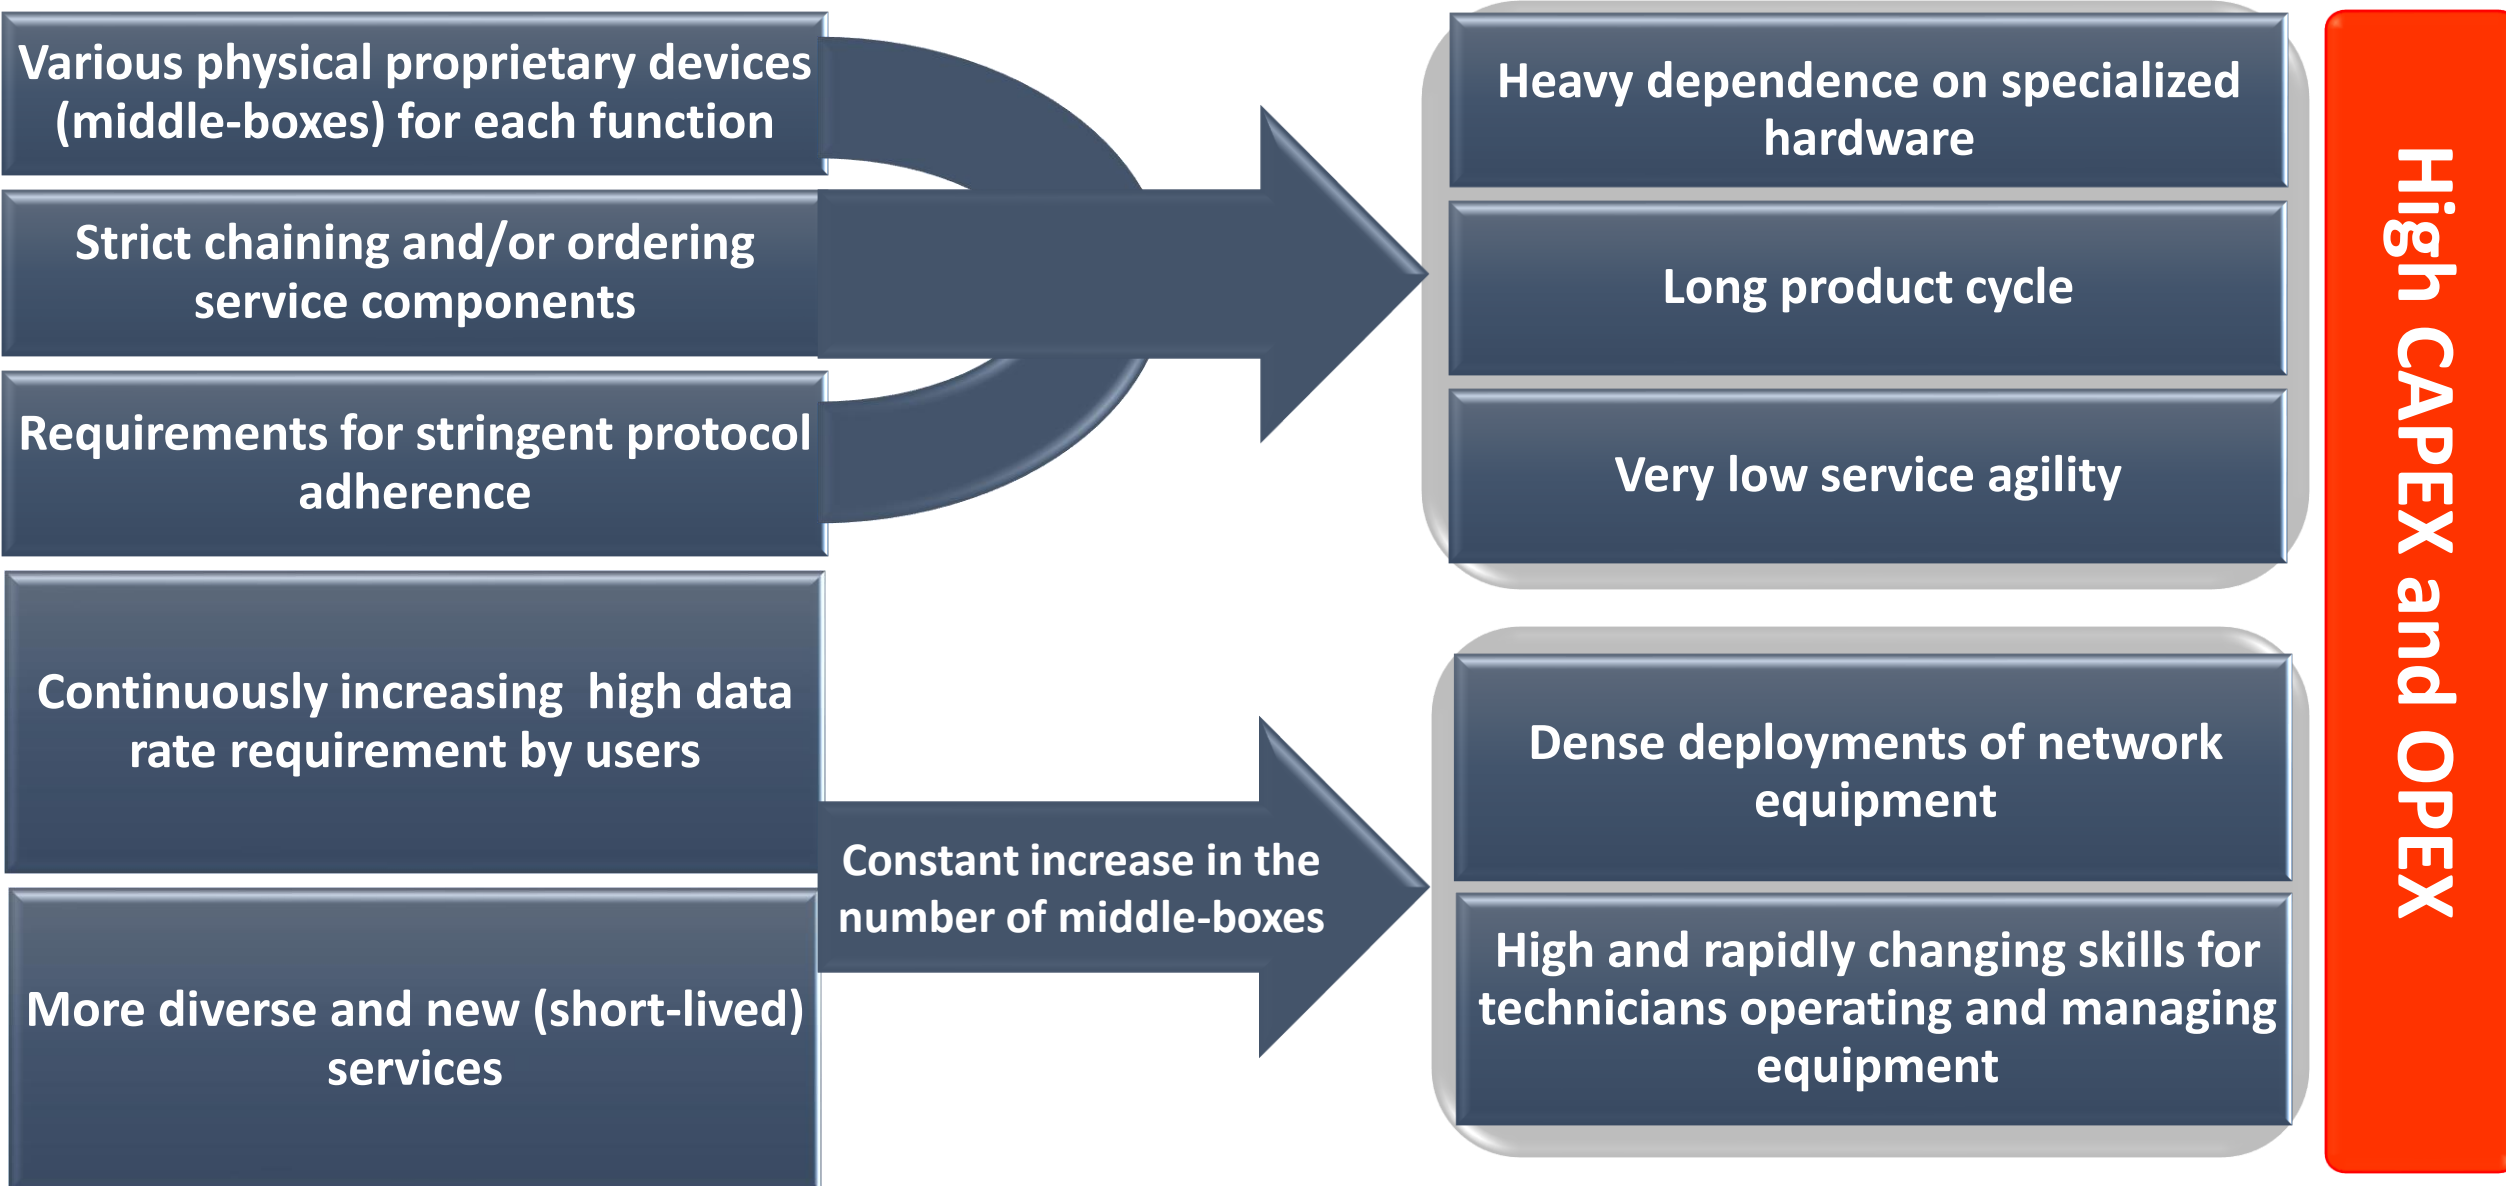 Various physical proprietary devices
(middle-boxes) for each function
Strict chaining and/or ordering
service components
Requirements for stringent protocol
adherence
Continuously increasing  high data
rate requirement by users
More diverse and new (short-lived)
services
Constant increase in the
number of middle-boxes
Heavy dependence on specialized
hardware
Long product cycle
Very low service agility
Dense deployments of network
equipment
High and rapidly changing skills for
technicians operating and managing
equipment
High CAPEX and OPEX